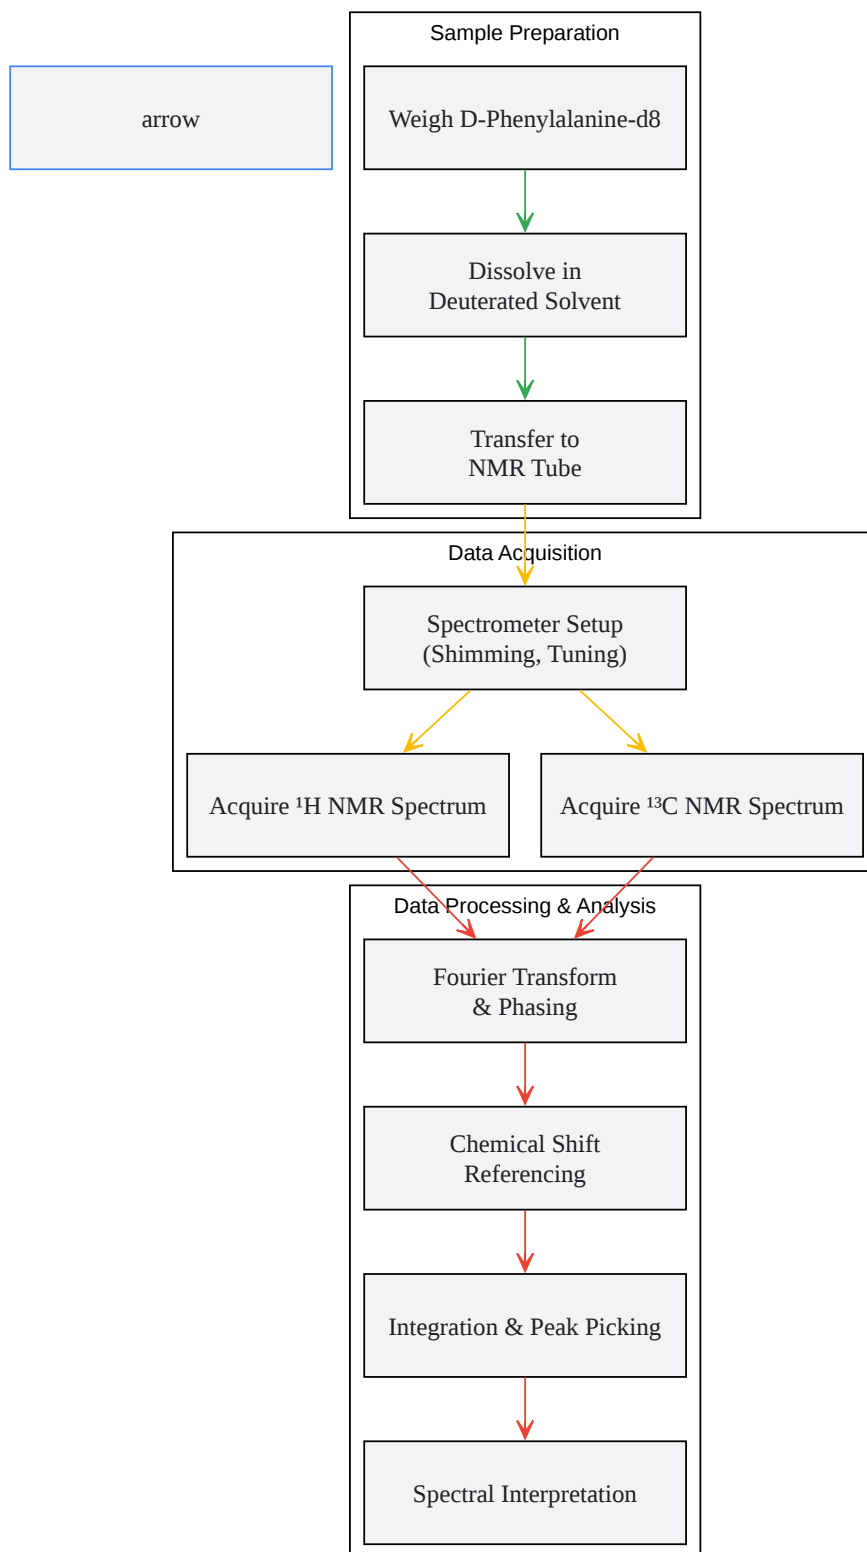 Sample Preparation
arrow
Weigh D-Phenylalanine-d8
Dissolve in
Deuterated Solvent
Transfer to
NMR Tube
Data Acquisition
Spectrometer Setup
(Shimming, Tuning)
Acquire ¹H NMR Spectrum
Acquire ¹³C NMR Spectrum
Data Processing & Analysis
Fourier Transform
& Phasing
Chemical Shift
Referencing
Integration & Peak Picking
Spectral Interpretation